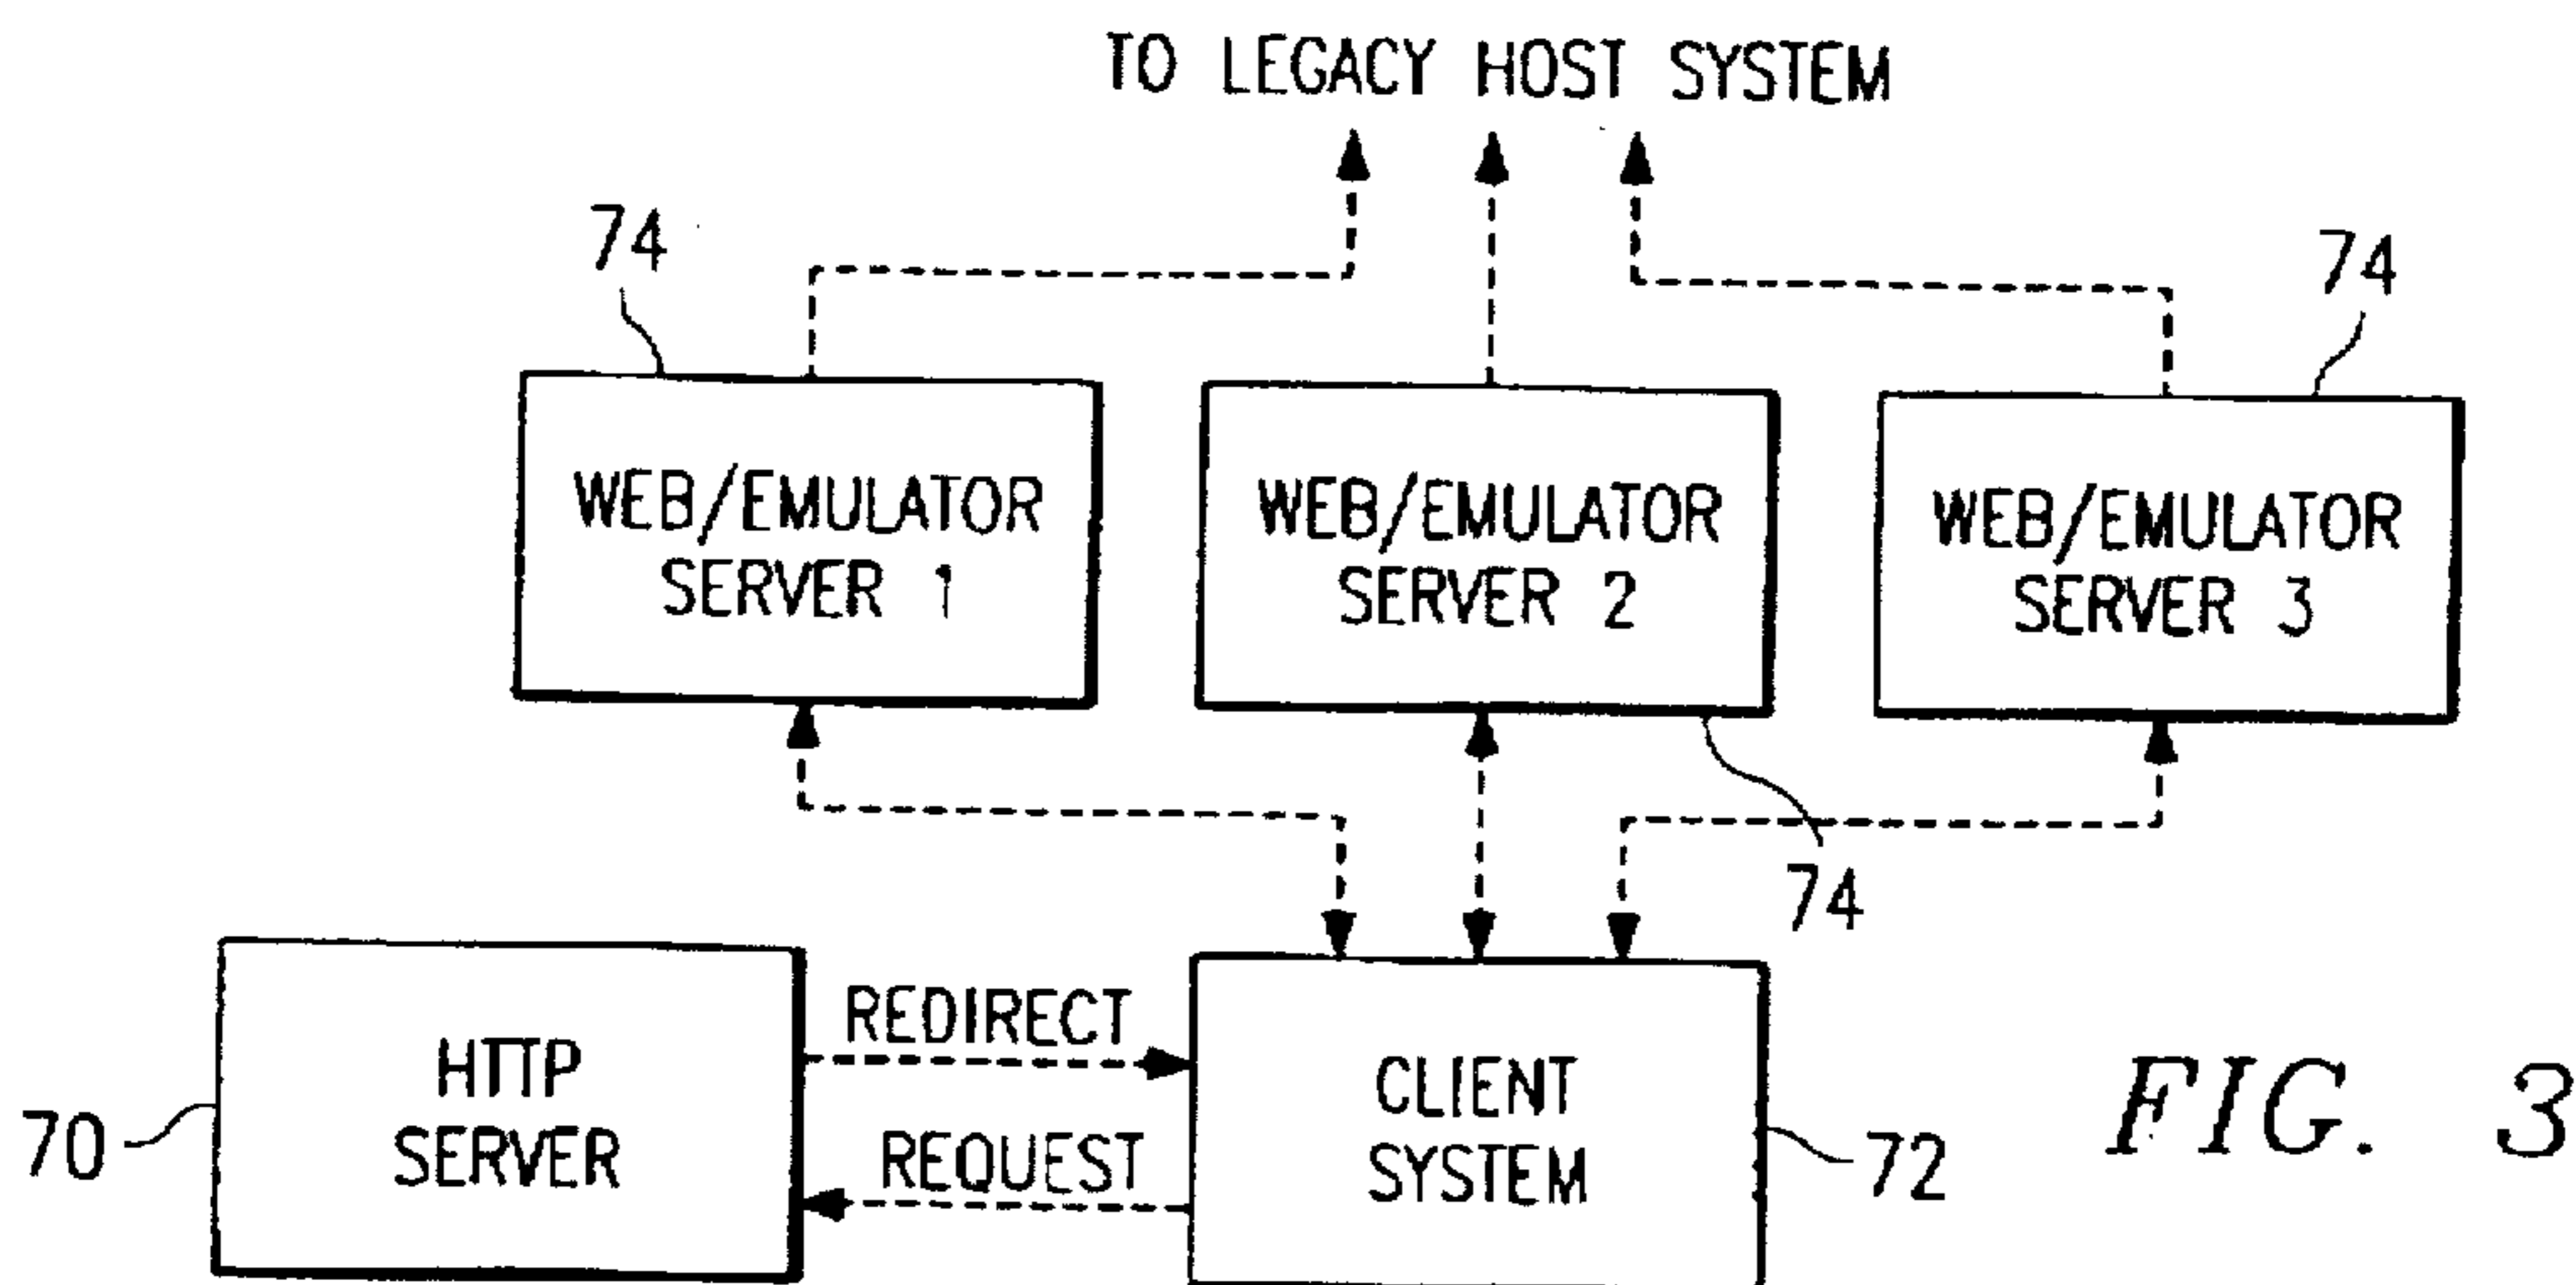 TO LEGACY HOST SYSTEM
74
74
WEB/EMULATOR
SERVER 1
WEB/EMULATOR
SERVER 2
WEB/EMULATOR
SERVER 3
74
HTTP
SERVER
70
REDIRECT
REQUEST
CLIENT
SYSTEM
72
FIG. 3